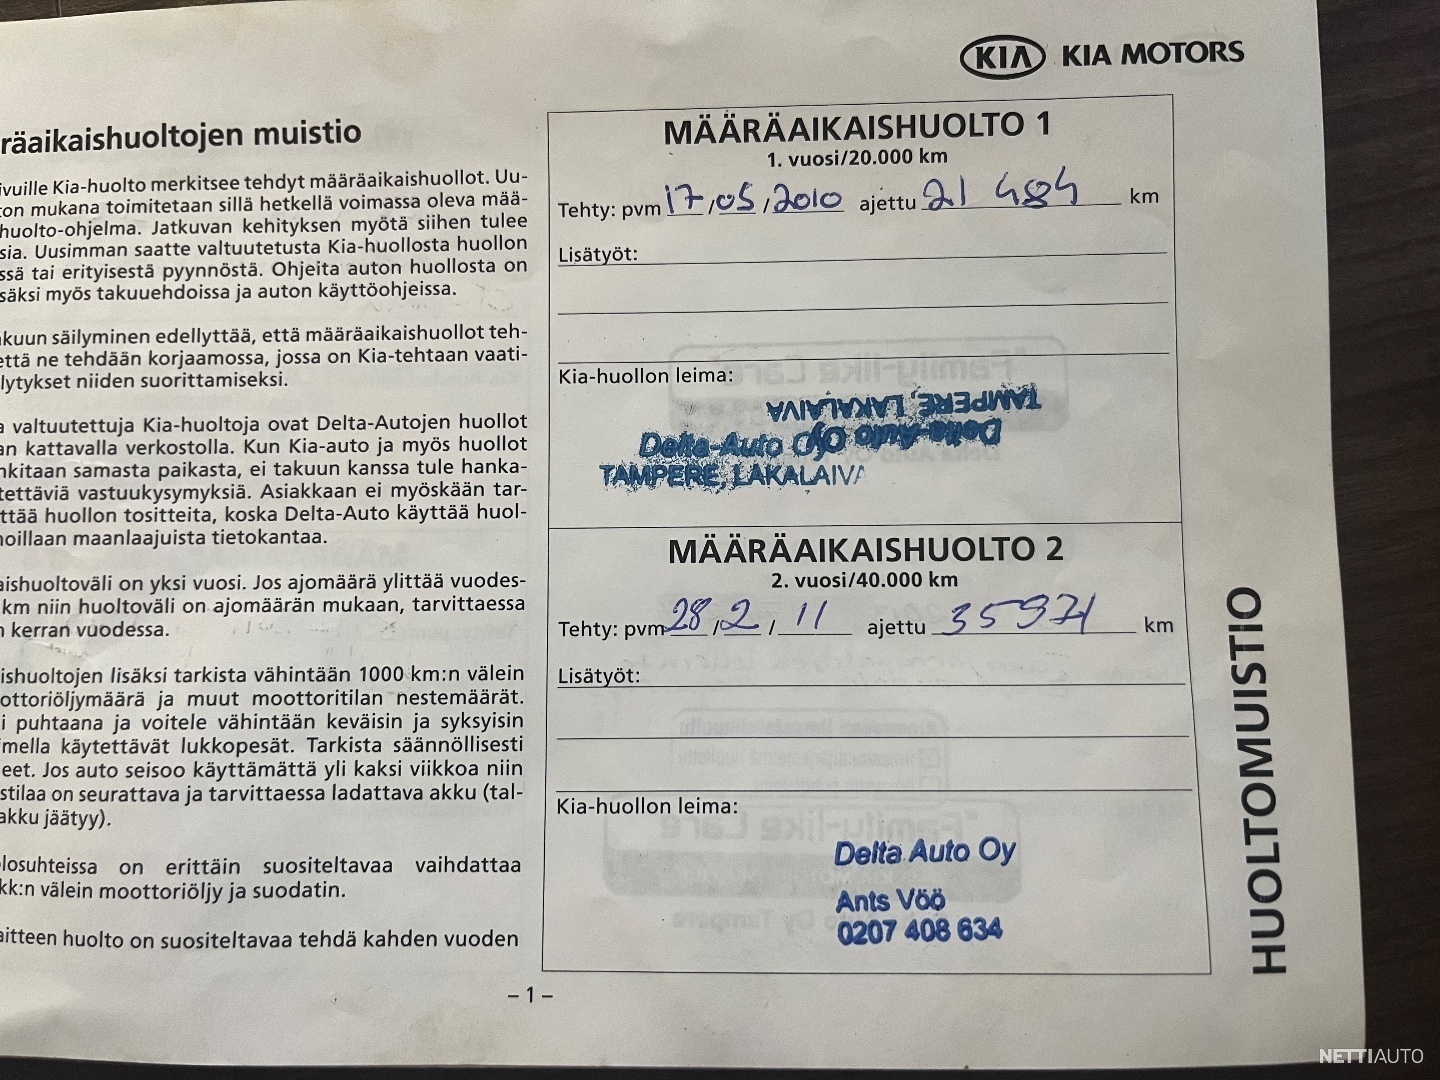 KIA KIA MOTORS
räaikaishuoltojen muistio
ivuille Kia-huolto merkitsee tehdyt määräaikaishuollot. Uu-
ton mukana toimitetaan sillä hetkellä voimassa oleva mää-
huolto-ohjelma. Jatkuvan kehityksen myötä siihen tulee
sia. Uusimman saatte valtuutetusta Kia-huollosta huollon
ssä tai erityisestä pyynnöstä. Ohjeita auton huollosta on
säksi myös takuuehdoissa ja auton käyttöohjeissa.
akuun säilyminen edellyttää, että määräaikaishuollot teh-
että ne tehdään korjaamossa, jossa on Kia-tehtaan vaati-
lytykset niiden suorittamiseksi.
a valtuutettuja Kia-huoltoja ovat Delta-Autojen huollot
an kattavalla verkostolla. Kun Kia-auto ja myös huollot
nkitaan samasta paikasta, ei takuun kanssa tule hanka-
tettäviä vastuukysymyksiä. Asiakkaan ei myöskään tar-
ttää huollon tositteita, koska Delta-Auto käyttää huol-
noillaan maanlaajuista tietokantaa.
aishuoltoväli on yksi vuosi. Jos ajomäärä ylittää vuodes-
km niin huoltoväli on ajomäärän mukaan, tarvittaessa
n kerran vuodessa.
ishuoltojen lisäksi tarkista vähintään 1000 km:n välein
ottoriöljymäärä ja muut moottoritilan nestemäärät.
i puhtaana ja voitele vähintään keväisin ja syksyisin
mella käytettävät lukkopesät. Tarkista säännöllisesti
eet. Jos auto seisoo käyttämättä yli kaksi viikkoa niin
stilaa on seurattava ja tarvittaessa ladattava akku (tal-
akku jäätyy).
losuhteissa on erittäin suositeltavaa vaihdattaa
kk:n välein moottoriöljy ja suodatin.
aitteen huolto on suositeltavaa tehdä kahden vuoden
MÄÄRÄAIKAISHUOLTO 1
1. vuosi/20.000 km
Tehty: pvm 17/05/2010 ajettu 21 484 km
Lisätyöt:
Kia-huollon leima:
TAMPERE, LAKALAIVA
Delta-Auto Oy
Delta-Auto Oy
TAMPERE, LAKALAIVA
MÄÄRÄAIKAISHUOLTO 2
2. vuosi/40.000 km
Tehty: pvm 28/2/11 ajettu 35971 km
Lisätyöt:
Kia-huollon leima:
Delta Auto Oy
Ants Vöö
0207 408 634
– 1 –
HUOLTOMUISTIO
NETTIAUTO